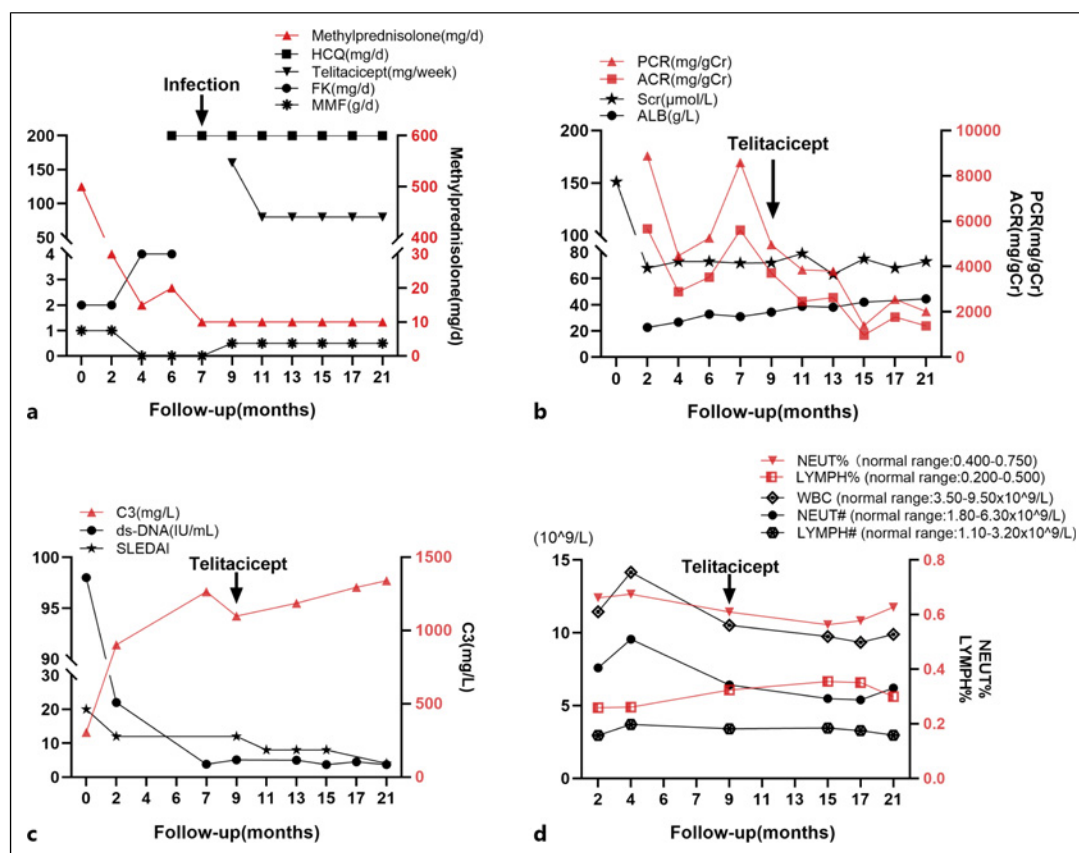 Methylprednisolone(mg/d)
HCQ(mg/d)
Telitacicept(mg/week)
FK(mg/d)
MMF(g/d)
Infection
200
150
100
50
4
3
2
1
0
600
500
400
30
20
10
0
Methylprednisolone(mg/d)
0 2 4 6 7 9 11 13 15 17 21
Follow-up(months)
a
PCR(mg/gCr)
ACR(mg/gCr)
Scr(μmol/L)
ALB(g/L)
Telitacicept
200
150
100
80
60
40
20
0
10000
8000
6000
4000
2000
0
PCR(mg/gCr)
ACR(mg/gCr)
0 2 4 6 7 9 11 13 15 17 21
Follow-up(months)
b
C3(mg/L)
ds-DNA(IU/mL)
SLEDAI
Telitacicept
100
95
90
30
20
10
0
1500
1000
500
0
C3(mg/L)
0 2 7 9 11 13 15 17 21
Follow-up(months)
c
NEUT% (normal range:0.400-0.750)
LYMPH% (normal range:0.200-0.500)
WBC (normal range:3.50-9.50x10^9/L)
NEUT# (normal range:1.80-6.30x10^9/L)
LYMPH# (normal range:1.10-3.20x10^9/L)
(10^9/L)
Telitacicept
15
10
5
0
0.8
0.6
0.4
0.2
0.0
NEUT%
LYMPH%
2 4 7 7 9 11 13 15 17 21
Follow-up(months)
d